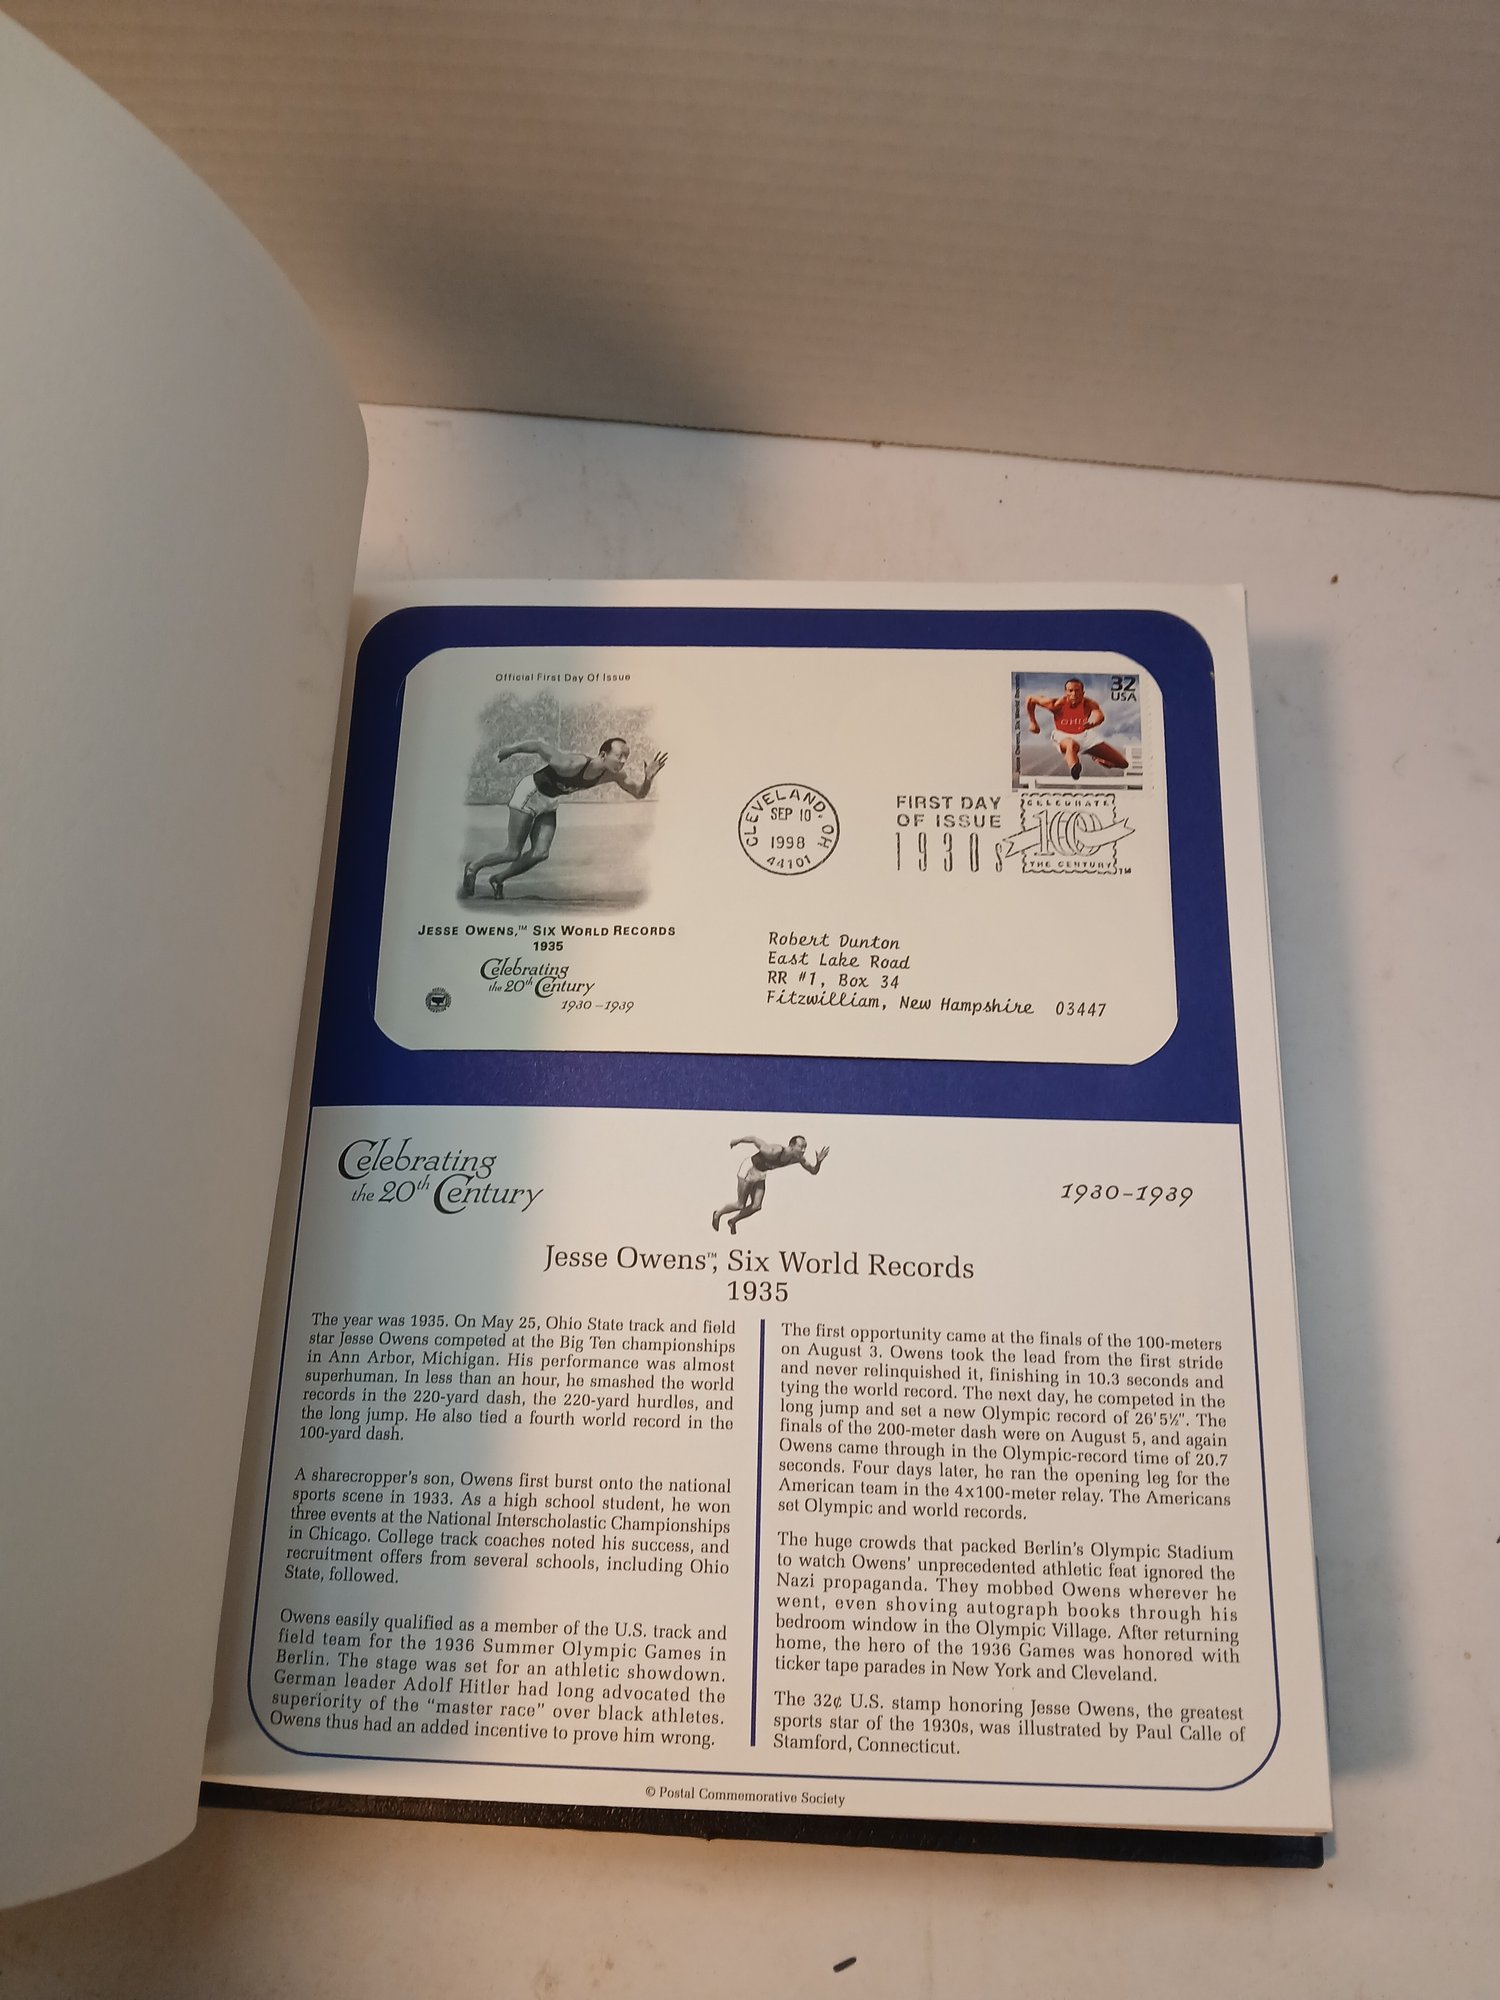 Official First Day Of Issue
32
USA
Jesse Owens, Six World Records
OHIO
CLEVELAND, OH
SEP 10
1998
44101
FIRST DAY
OF ISSUE
1930s
CELEBRATE
100
THE CENTURY
TM
JESSE OWENS,™ SIX WORLD RECORDS
1935
Celebrating
the 20th Century
1930–1939
Robert Dunton
East Lake Road
RR #1, Box 34
Fitzwilliam, New Hampshire 03447
Celebrating
the 20th Century
1930–1939
Jesse Owens™, Six World Records
1935
The year was 1935. On May 25, Ohio State track and field
star Jesse Owens competed at the Big Ten championships
in Ann Arbor, Michigan. His performance was almost
superhuman. In less than an hour, he smashed the world
records in the 220-yard dash, the 220-yard hurdles, and
the long jump. He also tied a fourth world record in the
100-yard dash.
A sharecropper's son, Owens first burst onto the national
sports scene in 1933. As a high school student, he won
three events at the National Interscholastic Championships
in Chicago. College track coaches noted his success, and
recruitment offers from several schools, including Ohio
State, followed.
Owens easily qualified as a member of the U.S. track and
field team for the 1936 Summer Olympic Games in
Berlin. The stage was set for an athletic showdown.
German leader Adolf Hitler had long advocated the
superiority of the “master race” over black athletes.
Owens thus had an added incentive to prove him wrong.
The first opportunity came at the finals of the 100-meters
on August 3. Owens took the lead from the first stride
and never relinquished it, finishing in 10.3 seconds and
tying the world record. The next day, he competed in the
long jump and set a new Olympic record of 26'5½". The
finals of the 200-meter dash were on August 5, and again
Owens came through in the Olympic-record time of 20.7
seconds. Four days later, he ran the opening leg for the
American team in the 4x100-meter relay. The Americans
set Olympic and world records.
The huge crowds that packed Berlin's Olympic Stadium
to watch Owens' unprecedented athletic feat ignored the
Nazi propaganda. They mobbed Owens wherever he
went, even shoving autograph books through his
bedroom window in the Olympic Village. After returning
home, the hero of the 1936 Games was honored with
ticker tape parades in New York and Cleveland.
The 32¢ U.S. stamp honoring Jesse Owens, the greatest
sports star of the 1930s, was illustrated by Paul Calle of
Stamford, Connecticut.
© Postal Commemorative Society